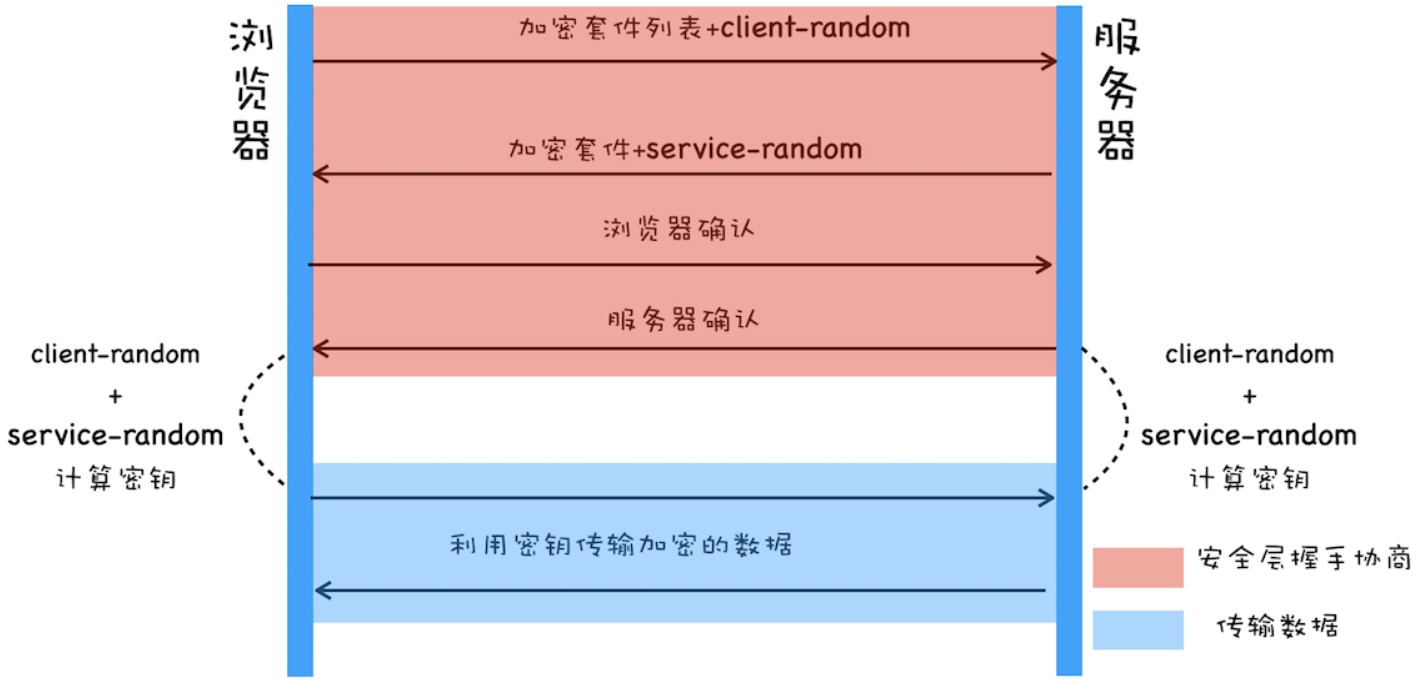 浏览器
服务器
加密套件列表+client-random
加密套件+service-random
浏览器确认
服务器确认
client-random
+
service-random
计算密钥
client-random
+
service-random
计算密钥
利用密钥传输加密的数据
安全层握手协商
传输数据